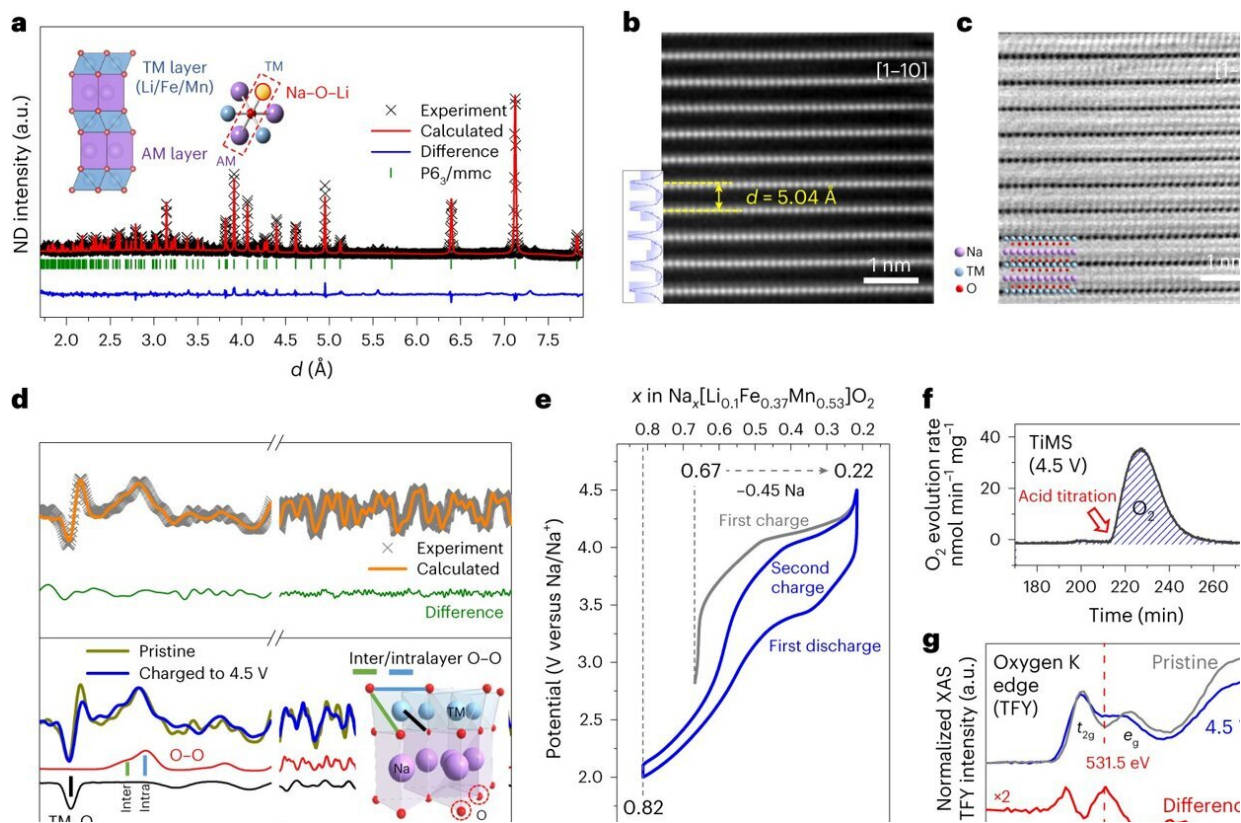 a
TM layer
(Li/Fe/Mn)
AM layer
TM
Na–O–Li
AM
Experiment
Calculated
Difference
P6₃/mmc
ND intensity (a.u.)
2.0 2.5 3.0 3.5 4.0 4.5 5.0 5.5 6.0 6.5 7.0 7.5
d (Å)
b
[1–10]
d = 5.04 Å
1 nm
c
Na
TM
O
1 nm
d
Experiment
Calculated
Difference
Pristine
Charged to 4.5 V
O–O
Inter
Intra
TM–O
Inter/intralayer O–O
TM
Na
O
e
x in Naₓ[Li₀.₁Fe₀.₃₇Mn₀.₅₃]O₂
0.8 0.7 0.6 0.5 0.4 0.3 0.2
0.67
0.22
–0.45 Na
First charge
Second
charge
First discharge
0.82
Potential (V versus Na/Na⁺)
4.5
4.0
3.5
3.0
2.5
2.0
f
O₂ evolution rate
nmol min⁻¹ mg⁻¹
40
20
0
TiMS
(4.5 V)
Acid titration
O₂
180 200 220 240 260
Time (min)
g
Normalized XAS
TFY intensity (a.u.)
Oxygen K
edge
(TFY)
Pristine
t₂g
e_g
4.5
531.5 eV
×2